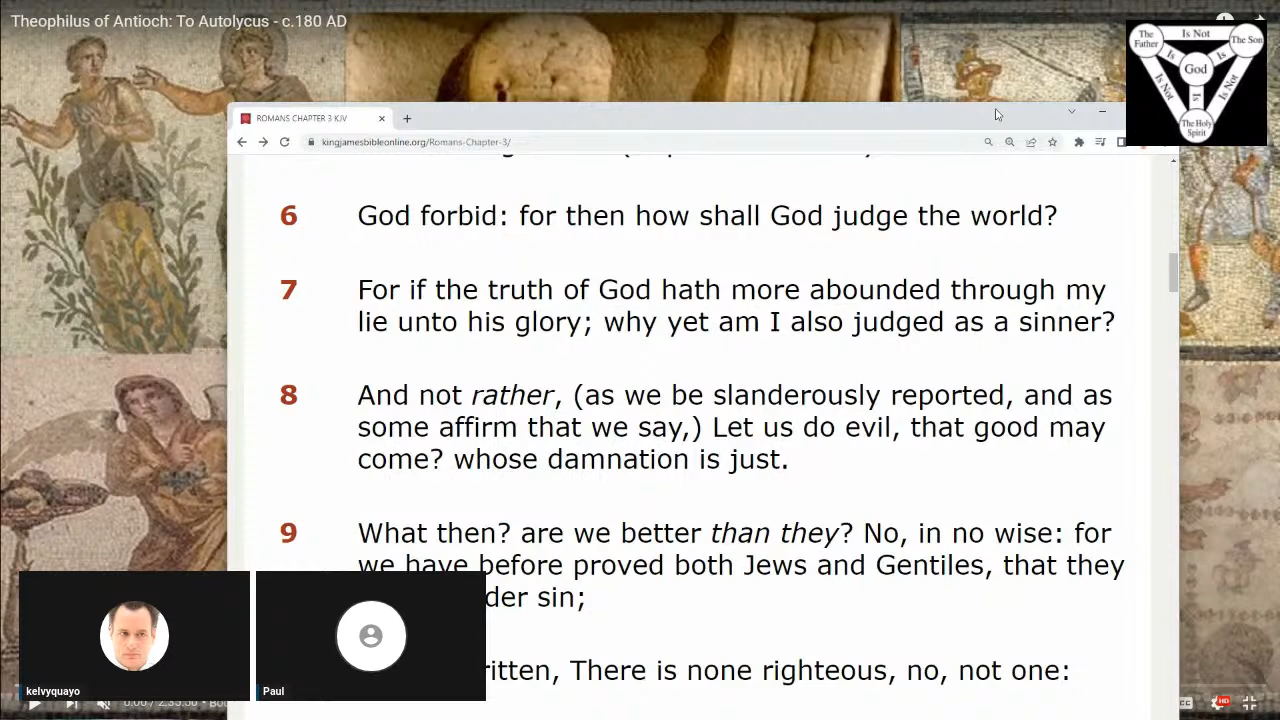 Theophilus of Antioch: To Autolycus - c.180 AD
The Father
Is Not
The Son
Is
Is
God
Is Not
Is
Is Not
The Holy Spirit
ROMANS CHAPTER 3 KJV
kingjamesbibleonline.org/Romans-Chapter-3/
6 God forbid: for then how shall God judge the world?
7 For if the truth of God hath more abounded through my
lie unto his glory; why yet am I also judged as a sinner?
8 And not rather, (as we be slanderously reported, and as
some affirm that we say,) Let us do evil, that good may
come? whose damnation is just.
9 What then? are we better than they? No, in no wise: for
we have before proved both Jews and Gentiles, that they
der sin;
ritten, There is none righteous, no, not one:
kelvyquayo
Paul
HD